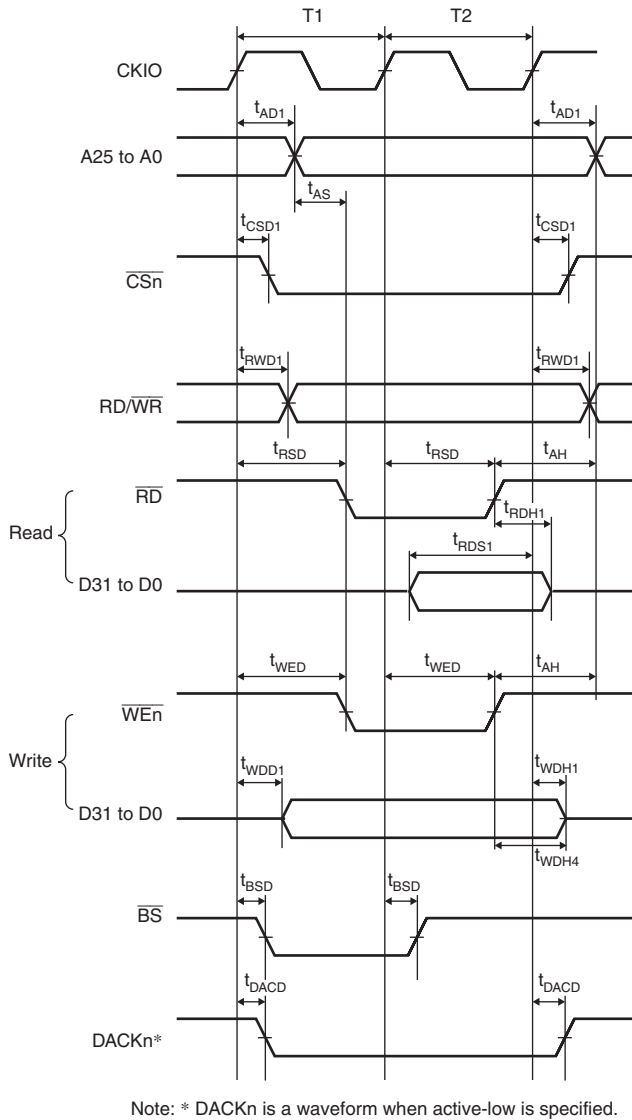 T1 T2
CKIO
tAD1 tAD1
A25 to A0
tAS
tCSD1 tCSD1
CSn
tRWD1 tRWD1
RD/WR
tRSD tRSD tAH
RD
tRDH1
Read
tRDS1
D31 to D0
tWED tWED tAH
WEn
Write
tWDD1 tWDH1
D31 to D0
tWDH4
tBSD tBSD
BS
tDACD tDACD
DACKn*
Note: * DACKn is a waveform when active-low is specified.